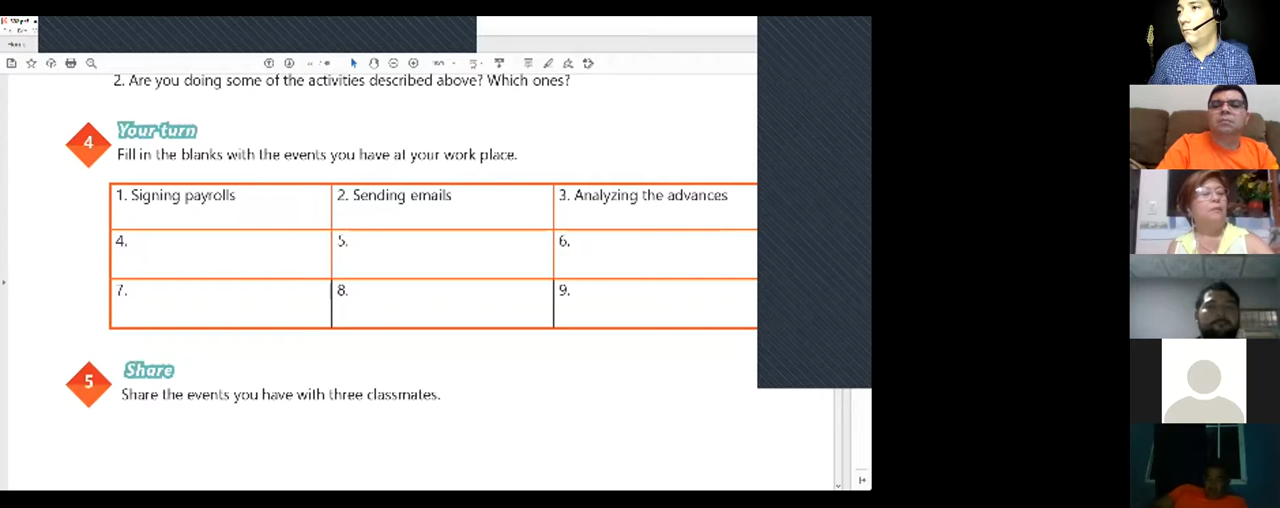 2. Are you doing some of the activities described above? Which ones?
4
Your turn
Fill in the blanks with the events you have at your work place.
1. Signing payrolls
2. Sending emails
3. Analyzing the advances
4.
5.
6.
7.
8.
9.
5
Share
Share the events you have with three classmates.